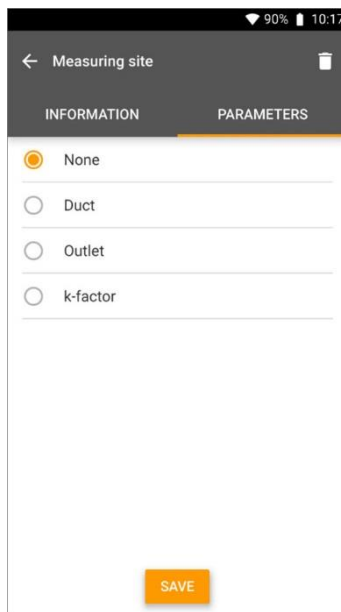 90% 10:17
Measuring site
INFORMATION PARAMETERS
None
Duct
Outlet
k-factor
SAVE